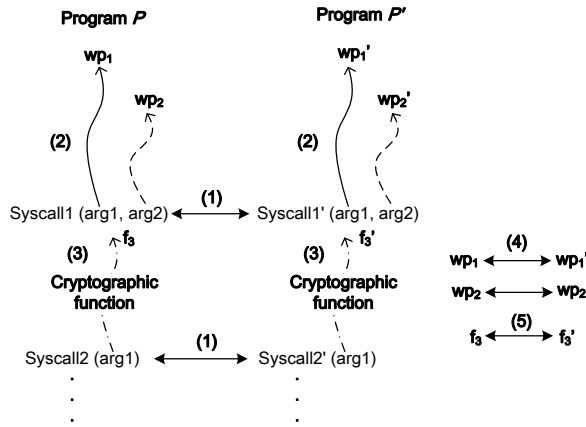 Program P Program P'
wp1 wp1'
wp2 wp2'
(2) (2)
Syscall1 (arg1, arg2) (1) Syscall1' (arg1, arg2)
(3) f3 (3) f3'
Cryptographic function Cryptographic function
(4)
wp1 wp1'
wp2 wp2
(5)
f3 f3'
Syscall2 (arg1) (1) Syscall2' (arg1)